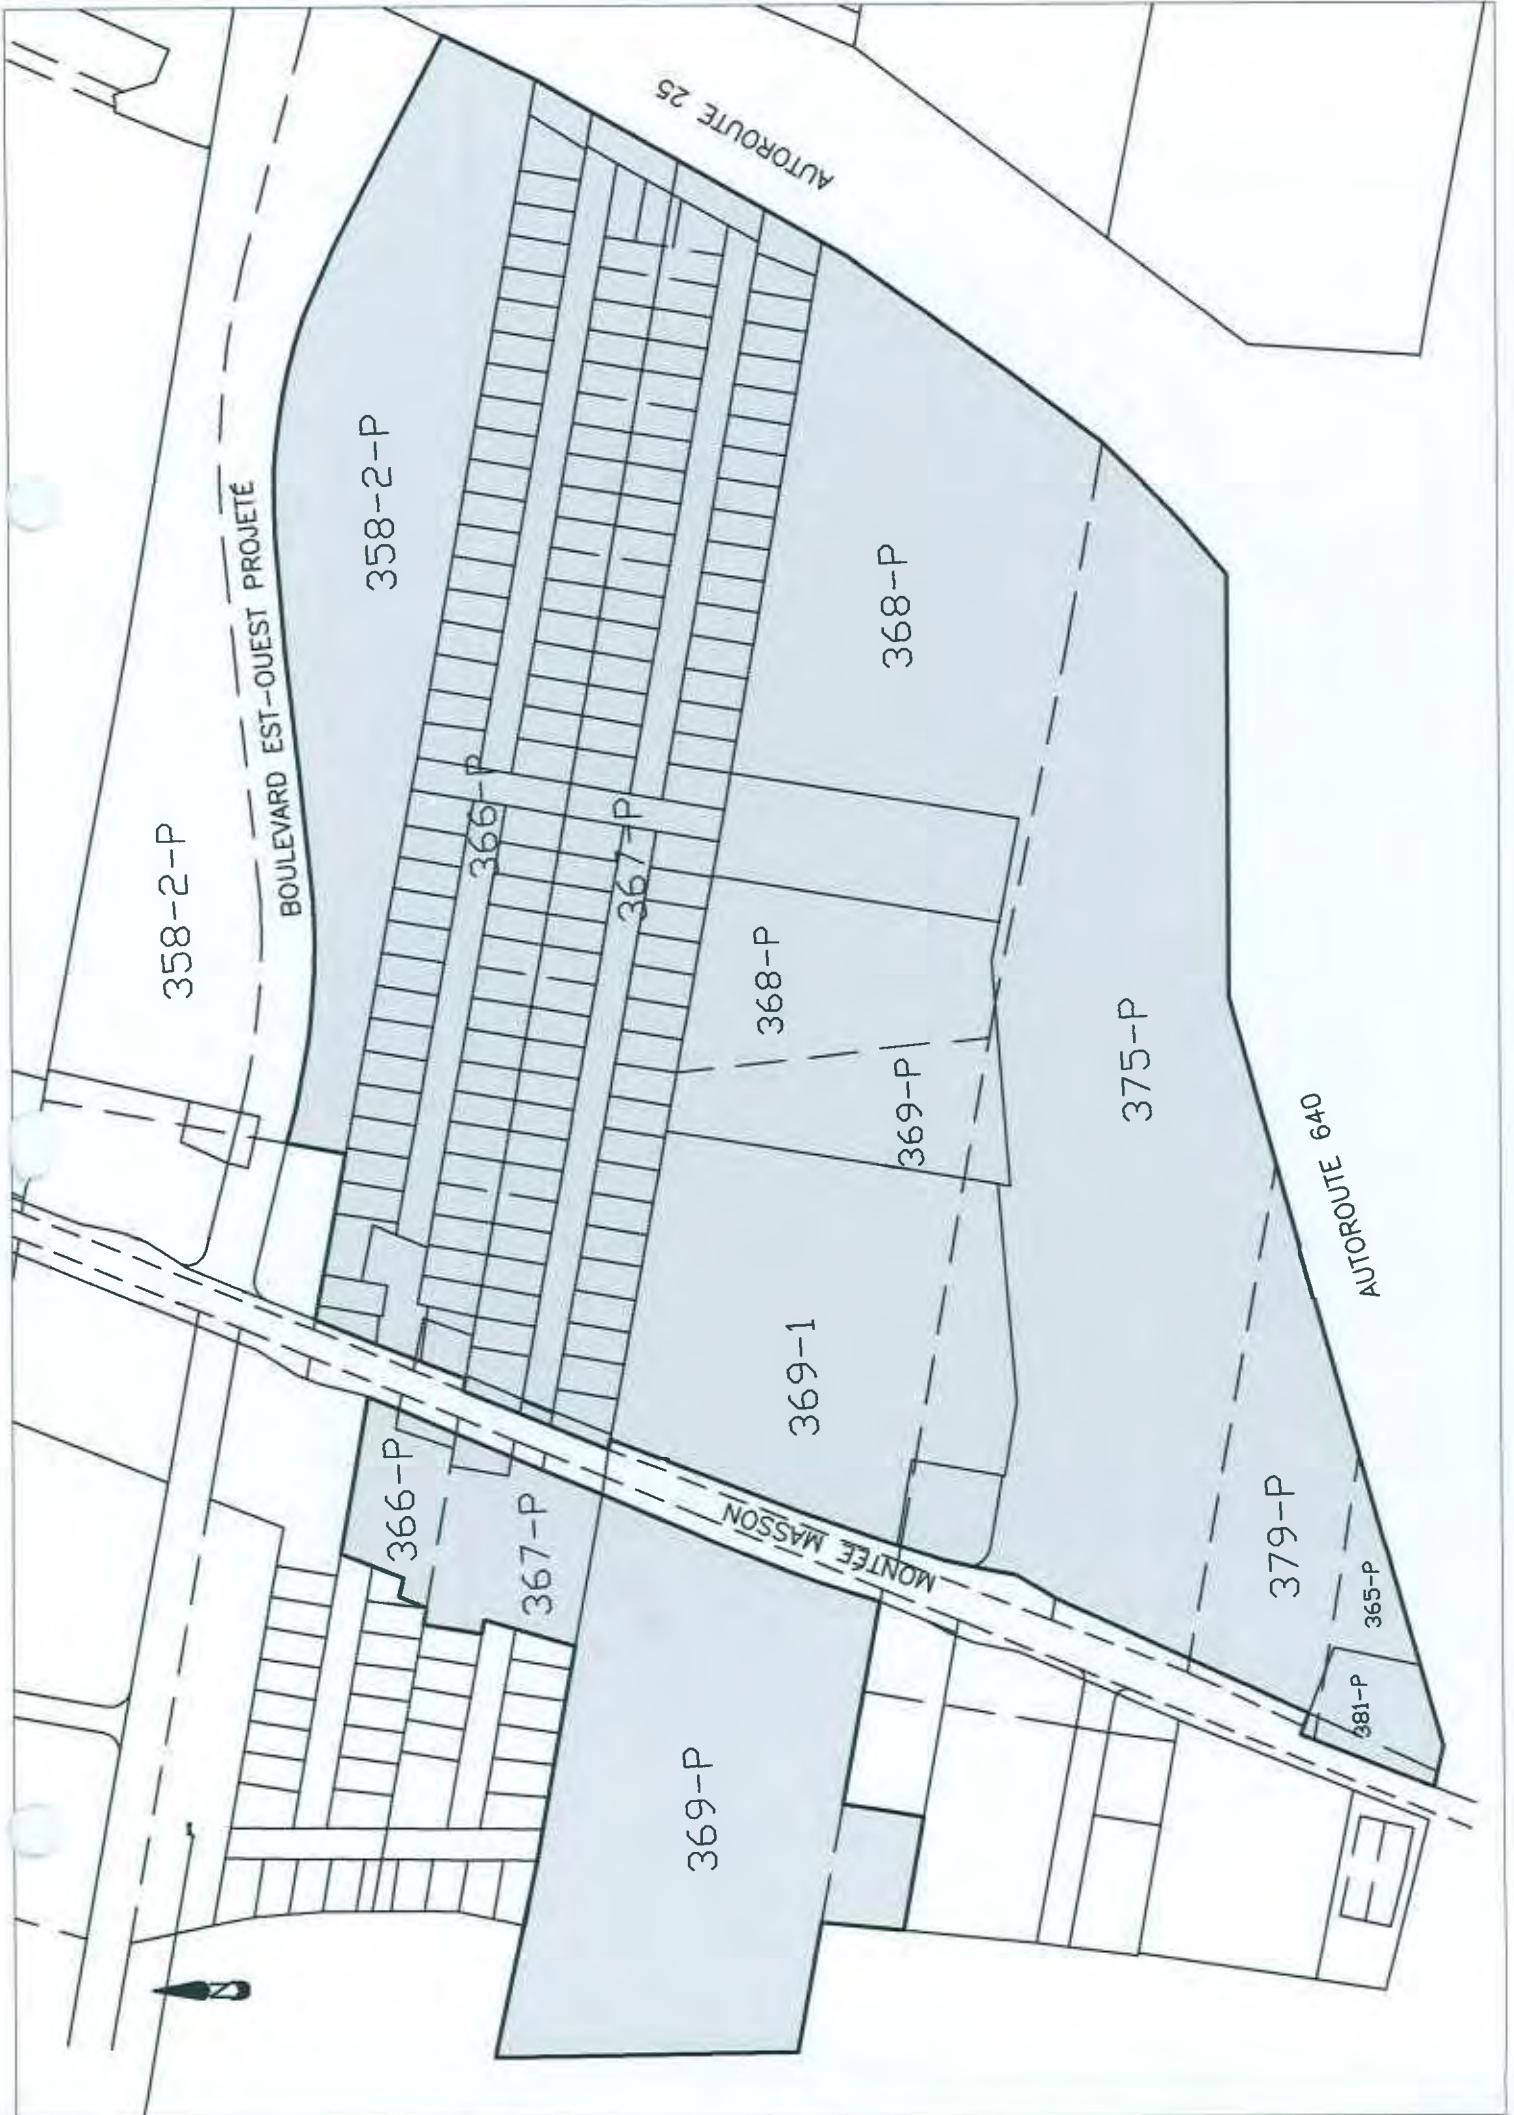 AUTOROUTE 25
358-2-P
BOULEVARD EST-OUEST PROJETÉ
358-2-P
366-P
367-P
368-P
368-P
369-P
375-P
369-1
AUTOROUTE 640
366-P
367-P
MONTÉE MASSON
379-P
365-P
381-P
369-P
N